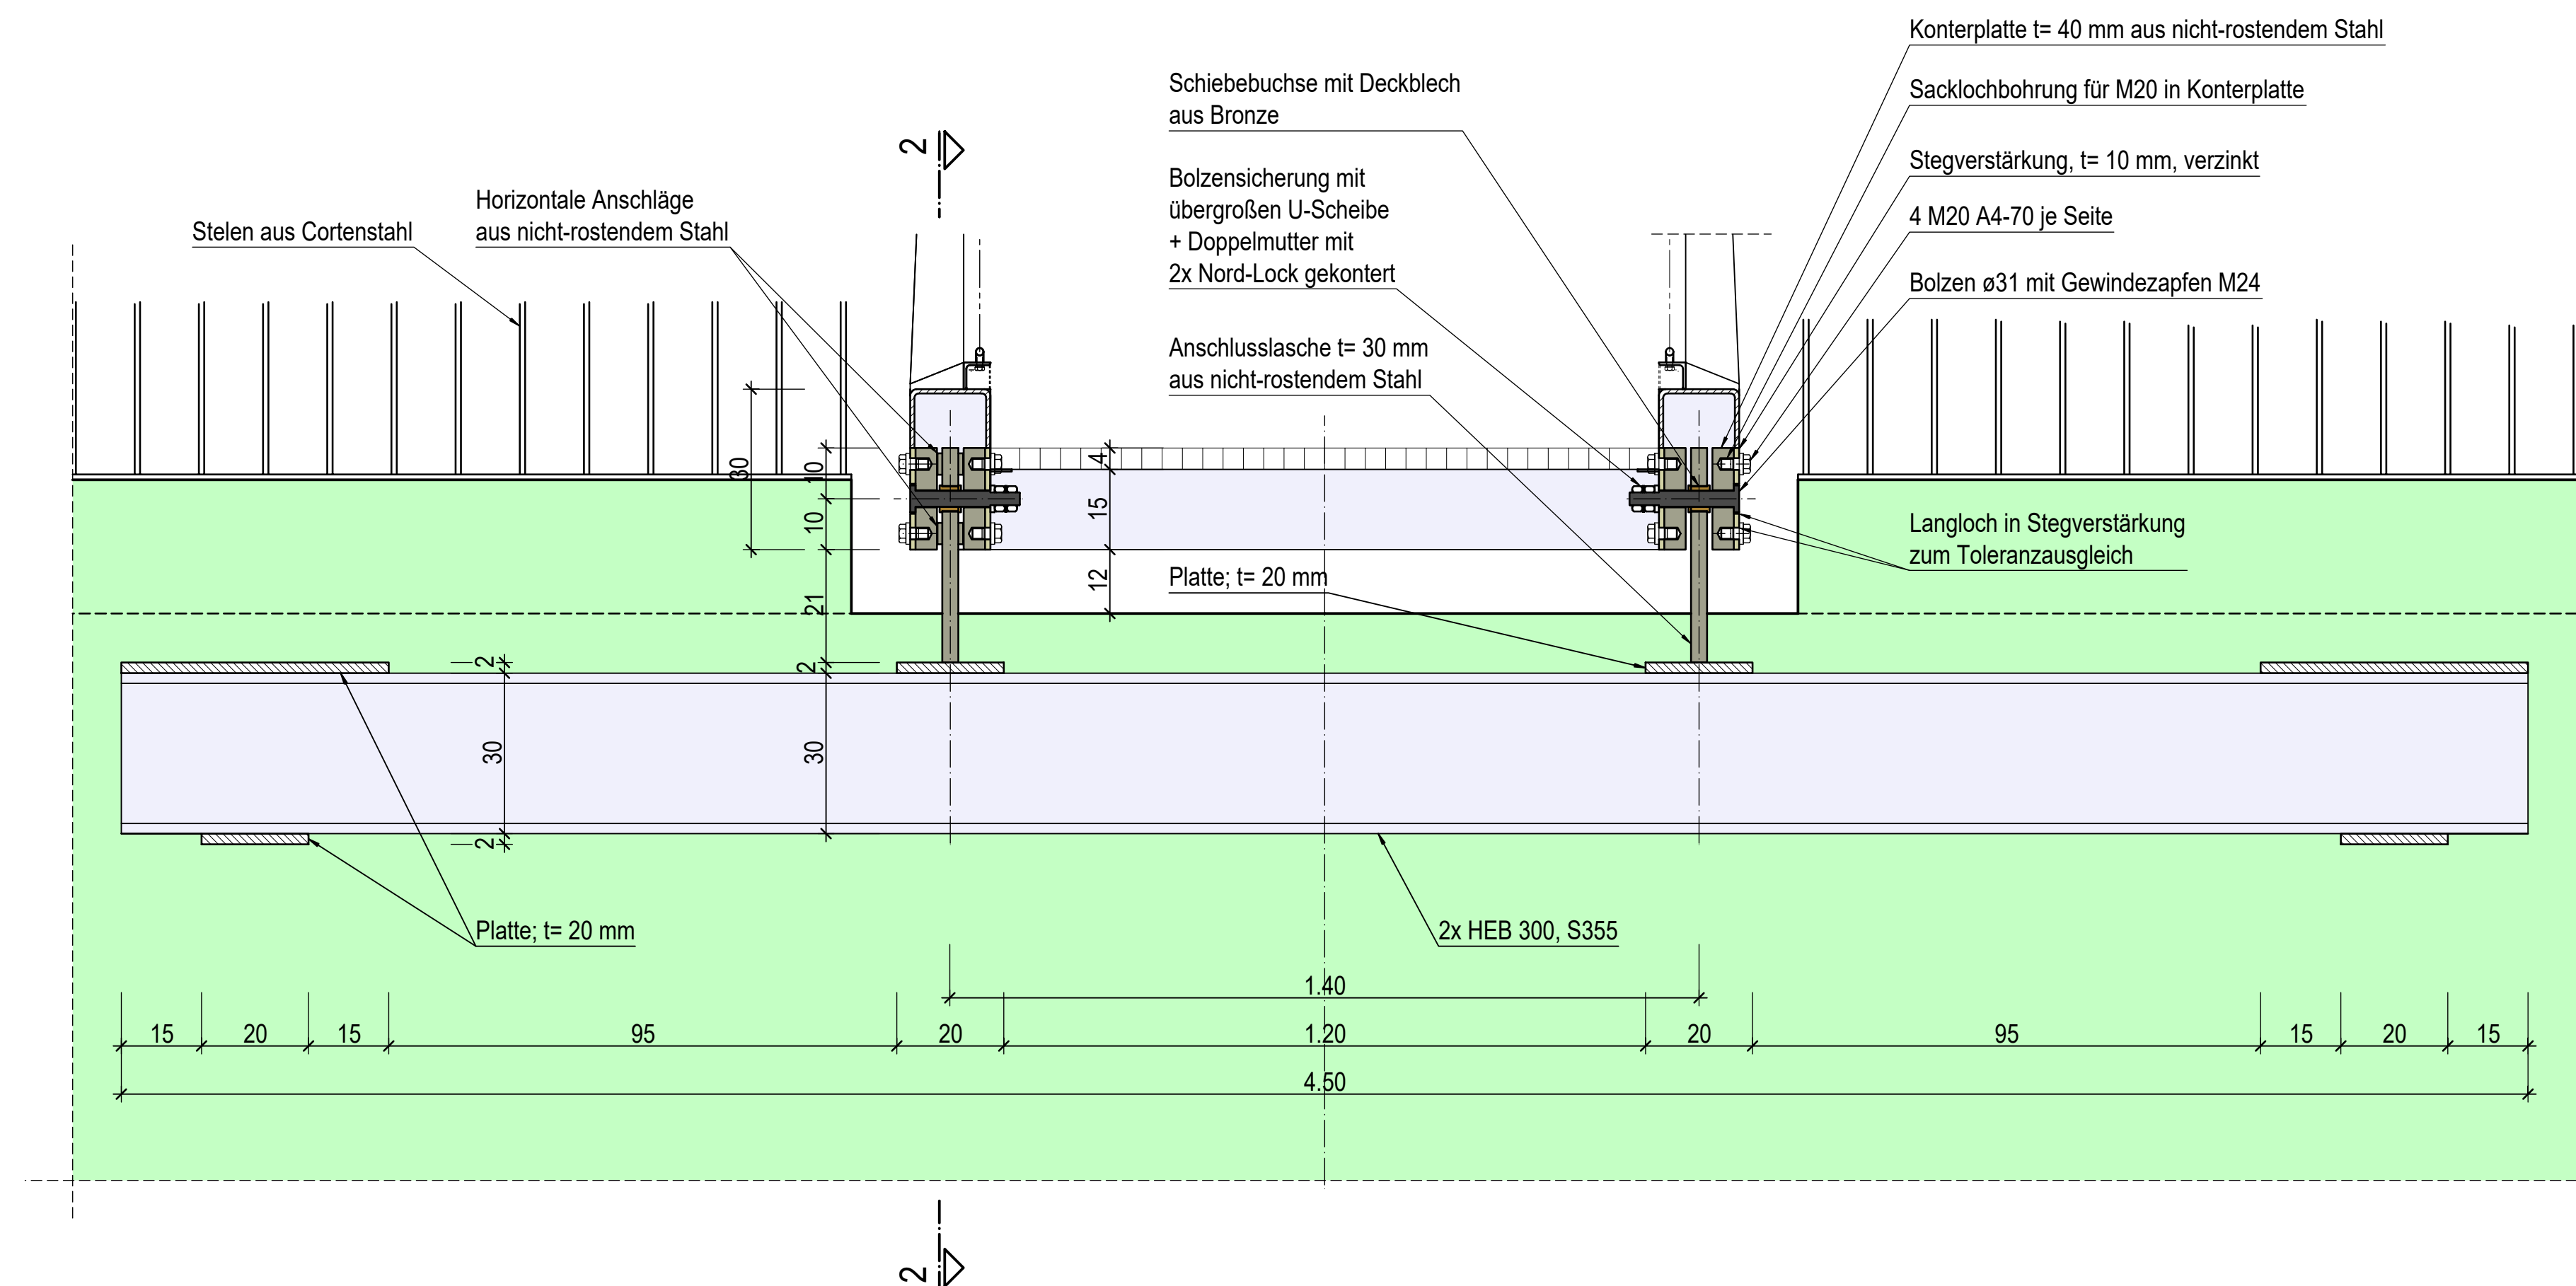 Konterplatte t= 40 mm aus nicht-rostendem Stahl
Schiebebuchse mit Deckblech
aus Bronze
Sacklochbohrung für M20 in Konterplatte
2
Stegverstärkung, t= 10 mm, verzinkt
Bolzensicherung mit
übergroßen U-Scheibe
+ Doppelmutter mit
2x Nord-Lock gekontert
Horizontale Anschläge
aus nicht-rostendem Stahl
Stelen aus Cortenstahl
4 M20 A4-70 je Seite
Bolzen ø31 mit Gewindezapfen M24
Anschlusslasche t= 30 mm
aus nicht-rostendem Stahl
30
10
4
10
15
Langloch in Stegverstärkung
zum Toleranzausgleich
Platte; t= 20 mm
12
21
2
2
30
30
2
Platte; t= 20 mm
2x HEB 300, S355
1.40
15
20
15
95
20
1.20
20
95
15
20
15
4.50
2